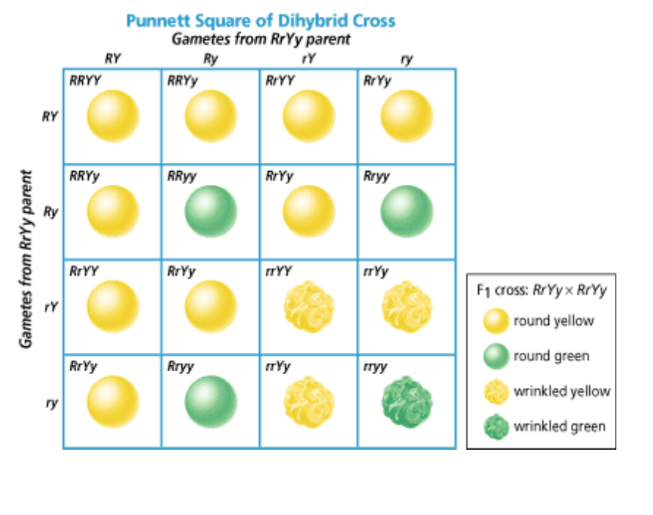 Punnett Square of Dihybrid Cross
Gametes from RrYy parent
RY Ry rY ry
RY RRYY RRYy RrYY RrYy
Gametes from RrYy parent
Ry RRYy RRyy RrYy Rryy
rY RrYY RrYy rrYY rrYy
ry RrYy Rryy rrYy rryy
F1 cross: RrYy × RrYy
round yellow
round green
wrinkled yellow
wrinkled green